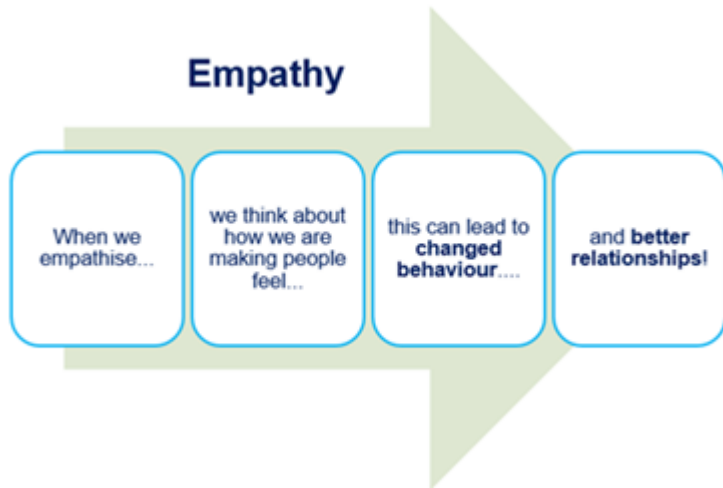 Empathy
When we
empathise...
we think about
how we are
making people
feel...
this can lead to
changed
behaviour....
and better
relationships!